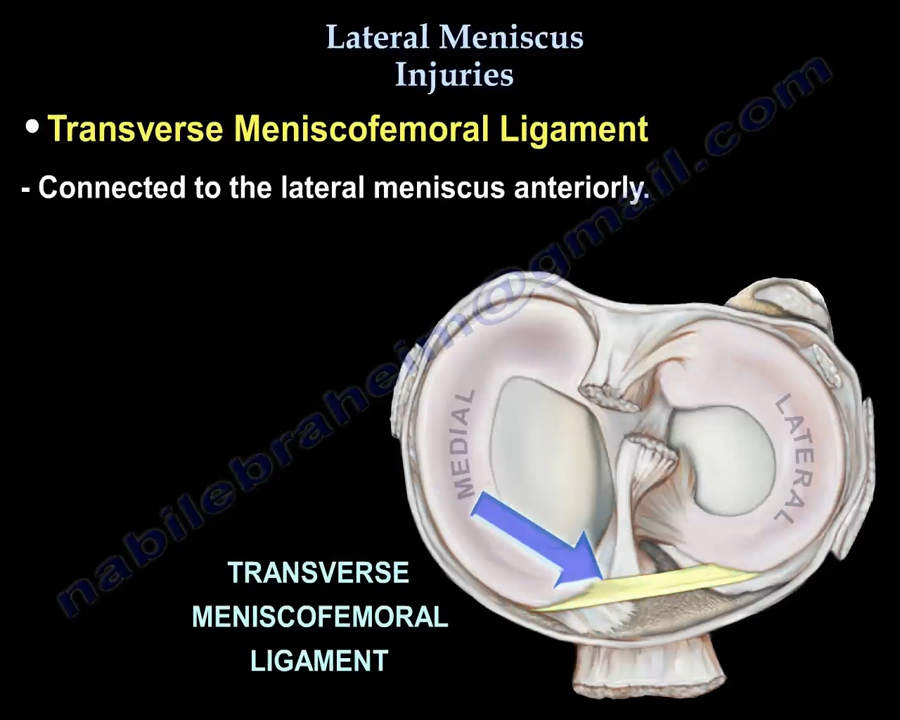 Lateral Meniscus
Injuries
• Transverse Meniscofemoral Ligament
- Connected to the lateral meniscus anteriorly.
MEDIAL
LATERAL
TRANSVERSE
MENISCOFEMORAL
LIGAMENT
nabilebraheim@gmail.com